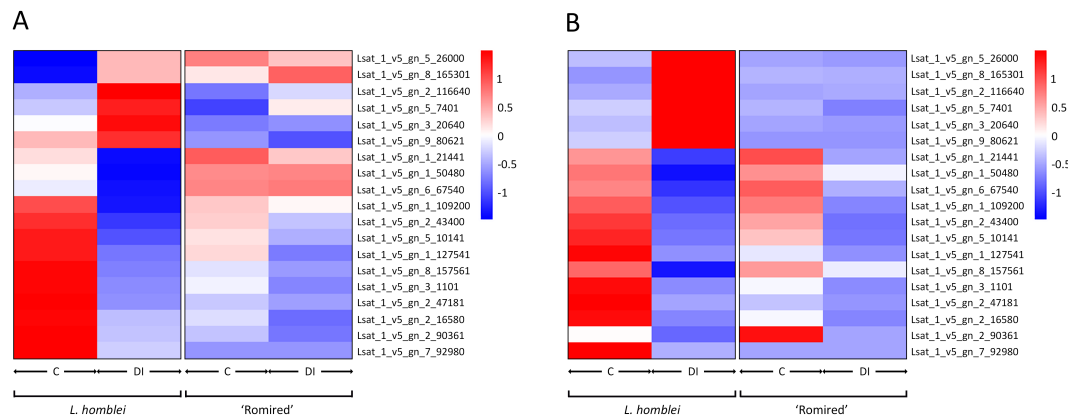 A
B
Lsat_1_v5_gn_5_26000
Lsat_1_v5_gn_8_165301
Lsat_1_v5_gn_2_116640
Lsat_1_v5_gn_5_7401
Lsat_1_v5_gn_3_20640
Lsat_1_v5_gn_9_80621
Lsat_1_v5_gn_1_21441
Lsat_1_v5_gn_1_50480
Lsat_1_v5_gn_6_67540
Lsat_1_v5_gn_1_109200
Lsat_1_v5_gn_2_43400
Lsat_1_v5_gn_5_10141
Lsat_1_v5_gn_1_127541
Lsat_1_v5_gn_8_157561
Lsat_1_v5_gn_3_1101
Lsat_1_v5_gn_2_47181
Lsat_1_v5_gn_2_16580
Lsat_1_v5_gn_2_90361
Lsat_1_v5_gn_7_92980
1
0.5
0
-0.5
-1
C DI C DI
L. homblei 'Romired'
Lsat_1_v5_gn_5_26000
Lsat_1_v5_gn_8_165301
Lsat_1_v5_gn_2_116640
Lsat_1_v5_gn_5_7401
Lsat_1_v5_gn_3_20640
Lsat_1_v5_gn_9_80621
Lsat_1_v5_gn_1_21441
Lsat_1_v5_gn_1_50480
Lsat_1_v5_gn_6_67540
Lsat_1_v5_gn_1_109200
Lsat_1_v5_gn_2_43400
Lsat_1_v5_gn_5_10141
Lsat_1_v5_gn_1_127541
Lsat_1_v5_gn_8_157561
Lsat_1_v5_gn_3_1101
Lsat_1_v5_gn_2_47181
Lsat_1_v5_gn_2_16580
Lsat_1_v5_gn_2_90361
Lsat_1_v5_gn_7_92980
1
0.5
0
-0.5
-1
C DI C DI
L. homblei 'Romired'